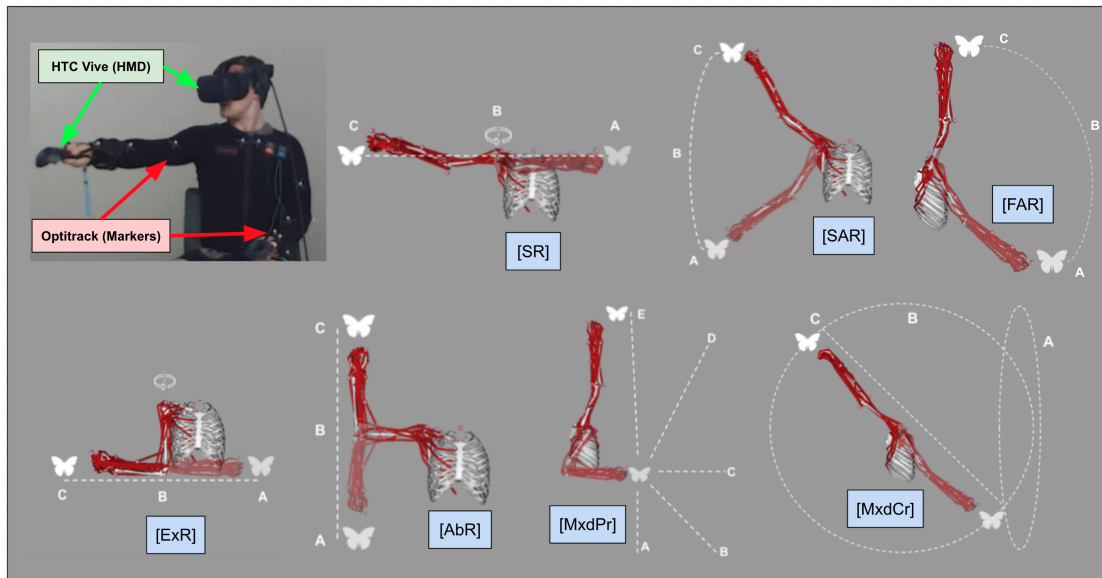 HTC Vive (HMD)
Optitrack (Markers)
C
B
A
[SR]
C
B
A
[SAR]
C
B
A
[FAR]
C
B
A
[ExR]
C
B
A
[AbR]
E
D
C
B
A
[MxdPr]
C
B
A
[MxdCr]